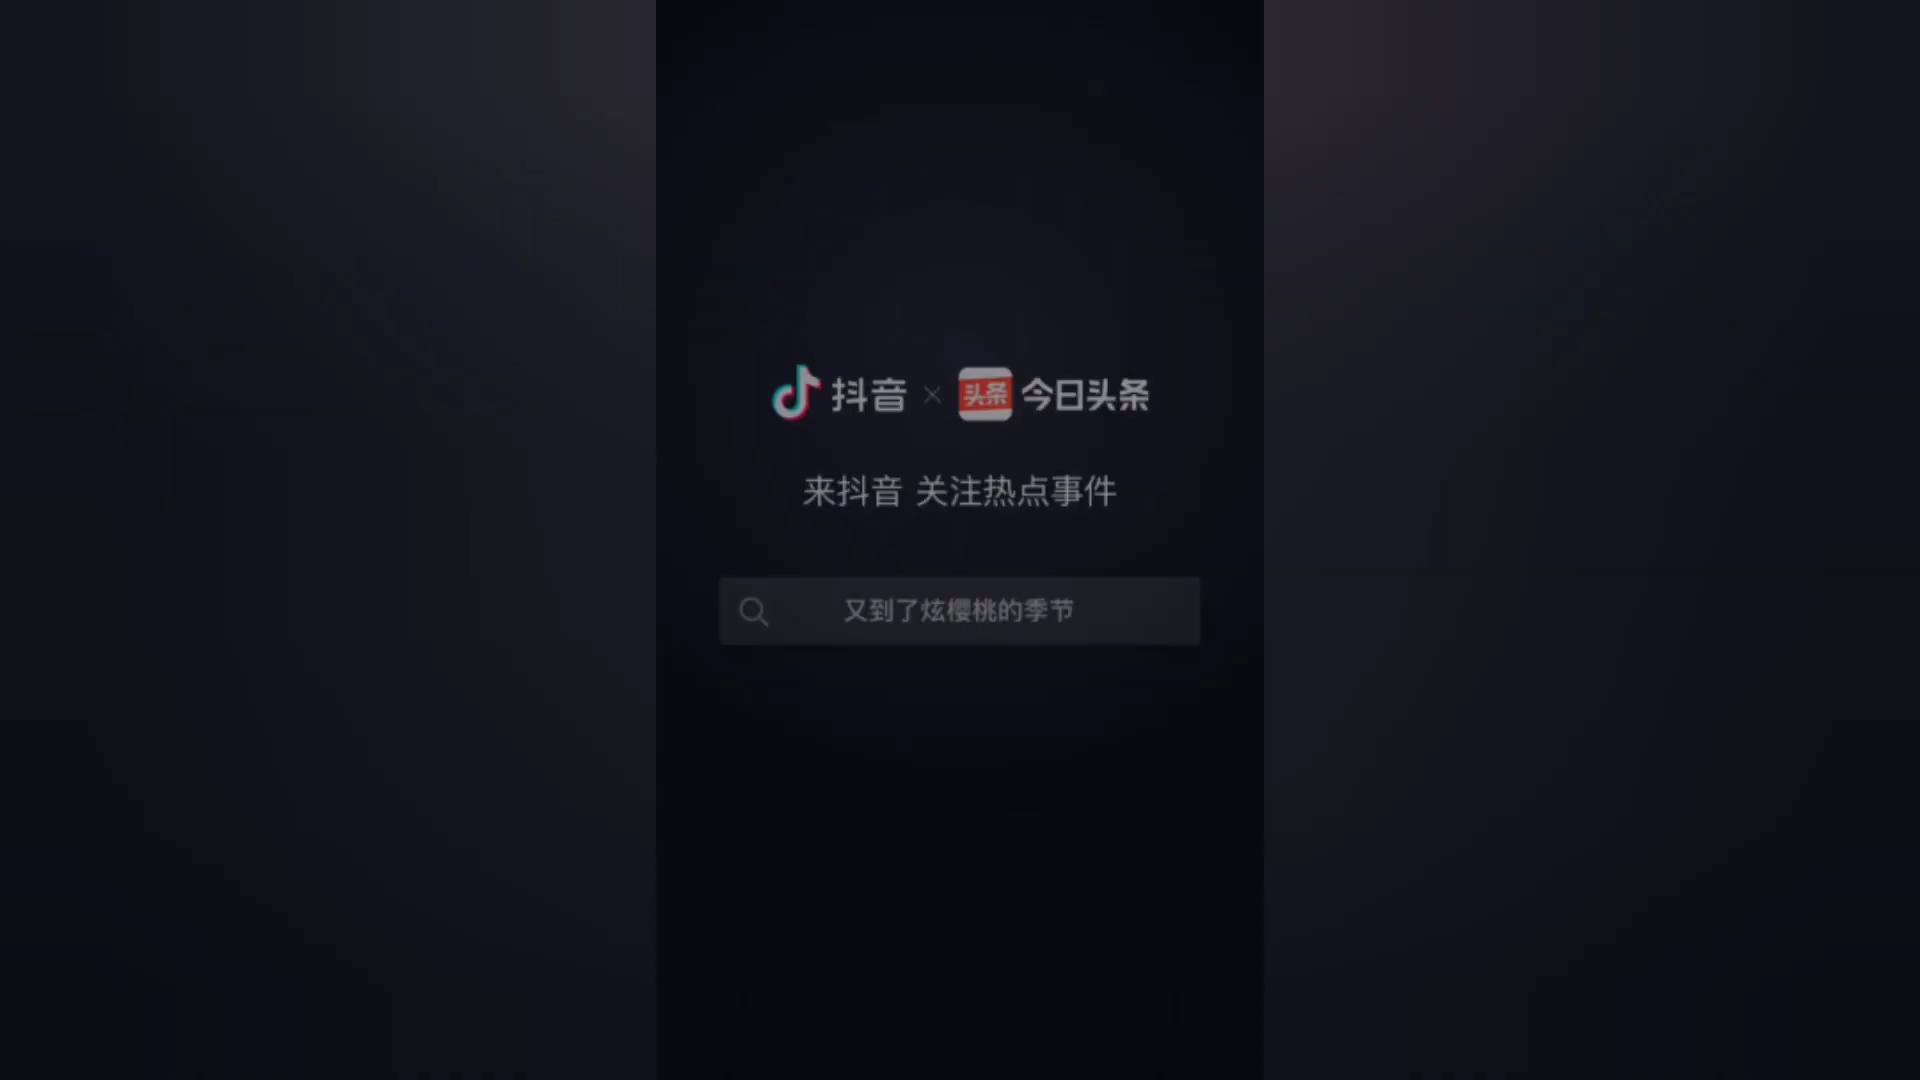 抖音 × 头条 今日头条
来抖音 关注热点事件
又到了炫樱桃的季节